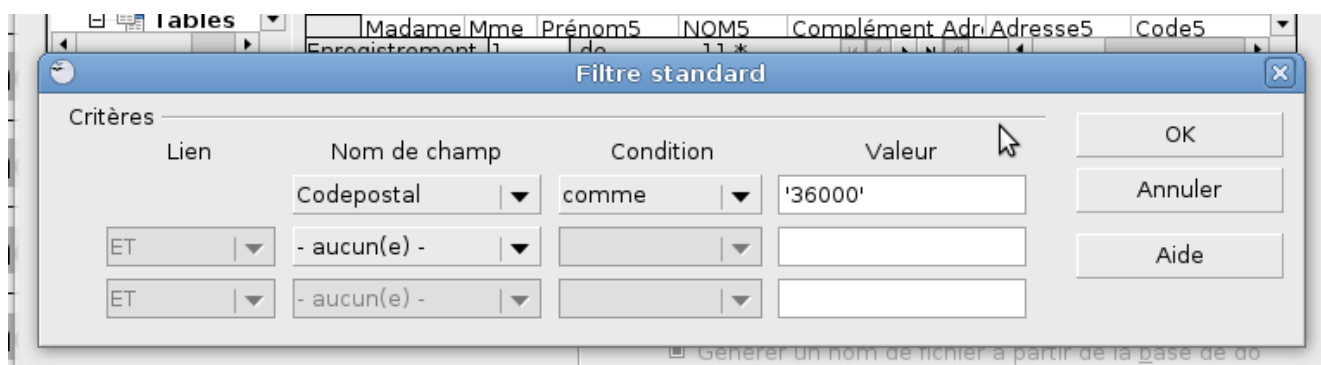 Tables
Madame Mme Prénom5 NOM5 Complément Adr Adresse5 Code5
Enregistrement 1 de 11 *
Filtre standard
Critères
Lien Nom de champ Condition Valeur
OK
Codepostal comme '36000'
Annuler
ET - aucun(e) -
Aide
ET - aucun(e) -
Générer un nom de fichier à partir de la base de do